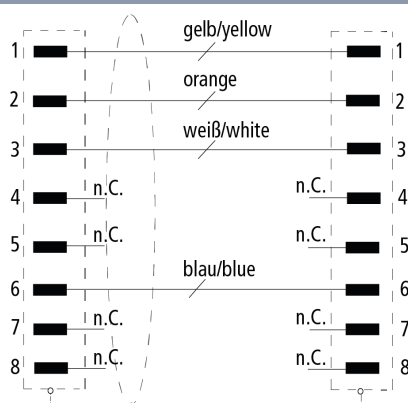 gelb/yellow
1 1
orange
2 2
weiß/white
3 3
4 n.C. n.C. 4
5 n.C. n.C. 5
blau/blue
6 6
7 n.C. n.C. 7
8 n.C. n.C. 8